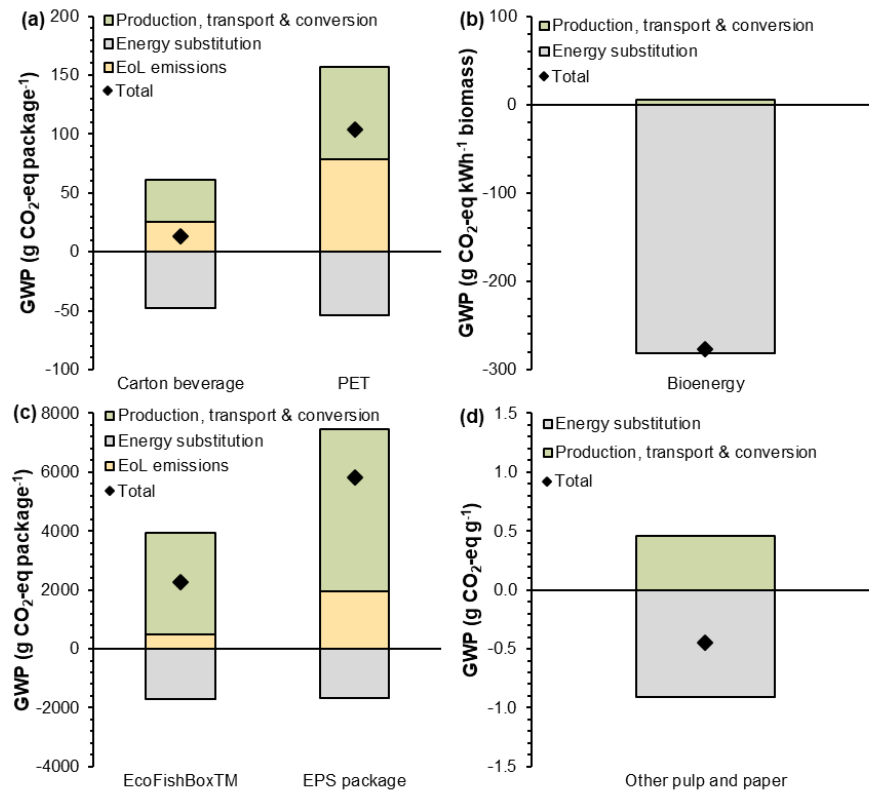 (a)
GWP (g CO₂-eq package⁻¹)
200
150
100
50
0
-50
-100
Production, transport & conversion
Energy substitution
EoL emissions
Total
Carton beverage
PET
(b)
GWP (g CO₂-eq kWh⁻¹ biomass)
100
0
-100
-200
-300
Production, transport & conversion
Energy substitution
Total
Bioenergy
(c)
GWP (g CO₂-eq package⁻¹)
8000
6000
4000
2000
0
-2000
-4000
Production, transport & conversion
Energy substitution
EoL emissions
Total
EcoFishBoxTM
EPS package
(d)
GWP (g CO₂-eq g⁻¹)
1.5
1.0
0.5
0.0
-0.5
-1.0
-1.5
Energy substitution
Production, transport & conversion
Total
Other pulp and paper